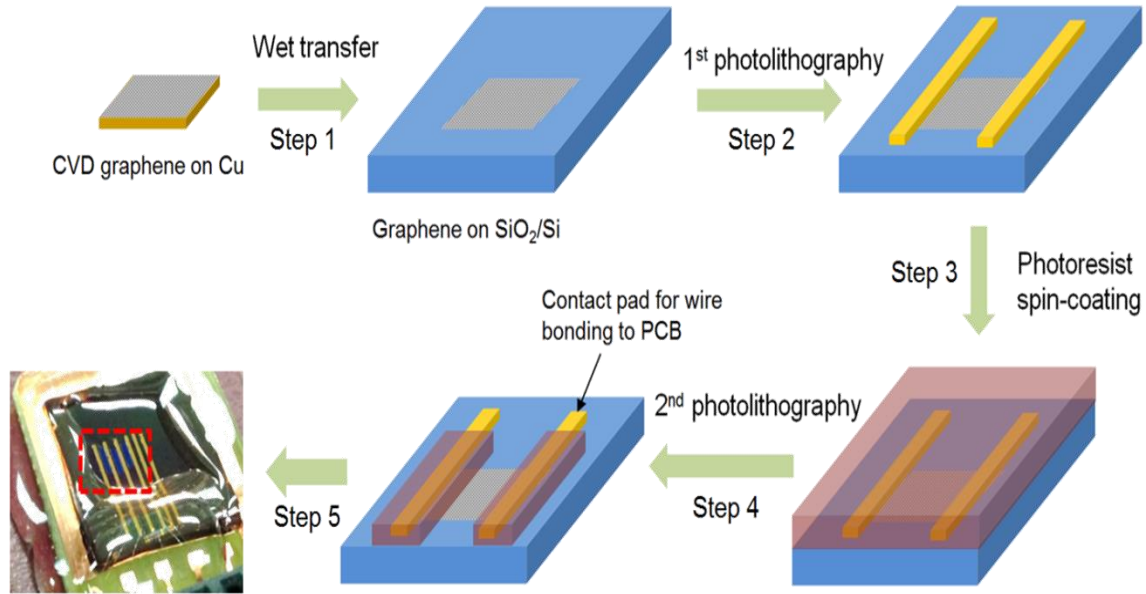 Wet transfer
Step 1
CVD graphene on Cu
Graphene on SiO₂/Si
1st photolithography
Step 2
Step 3
Photoresist
spin-coating
Contact pad for wire
bonding to PCB
2nd photolithography
Step 4
Step 5